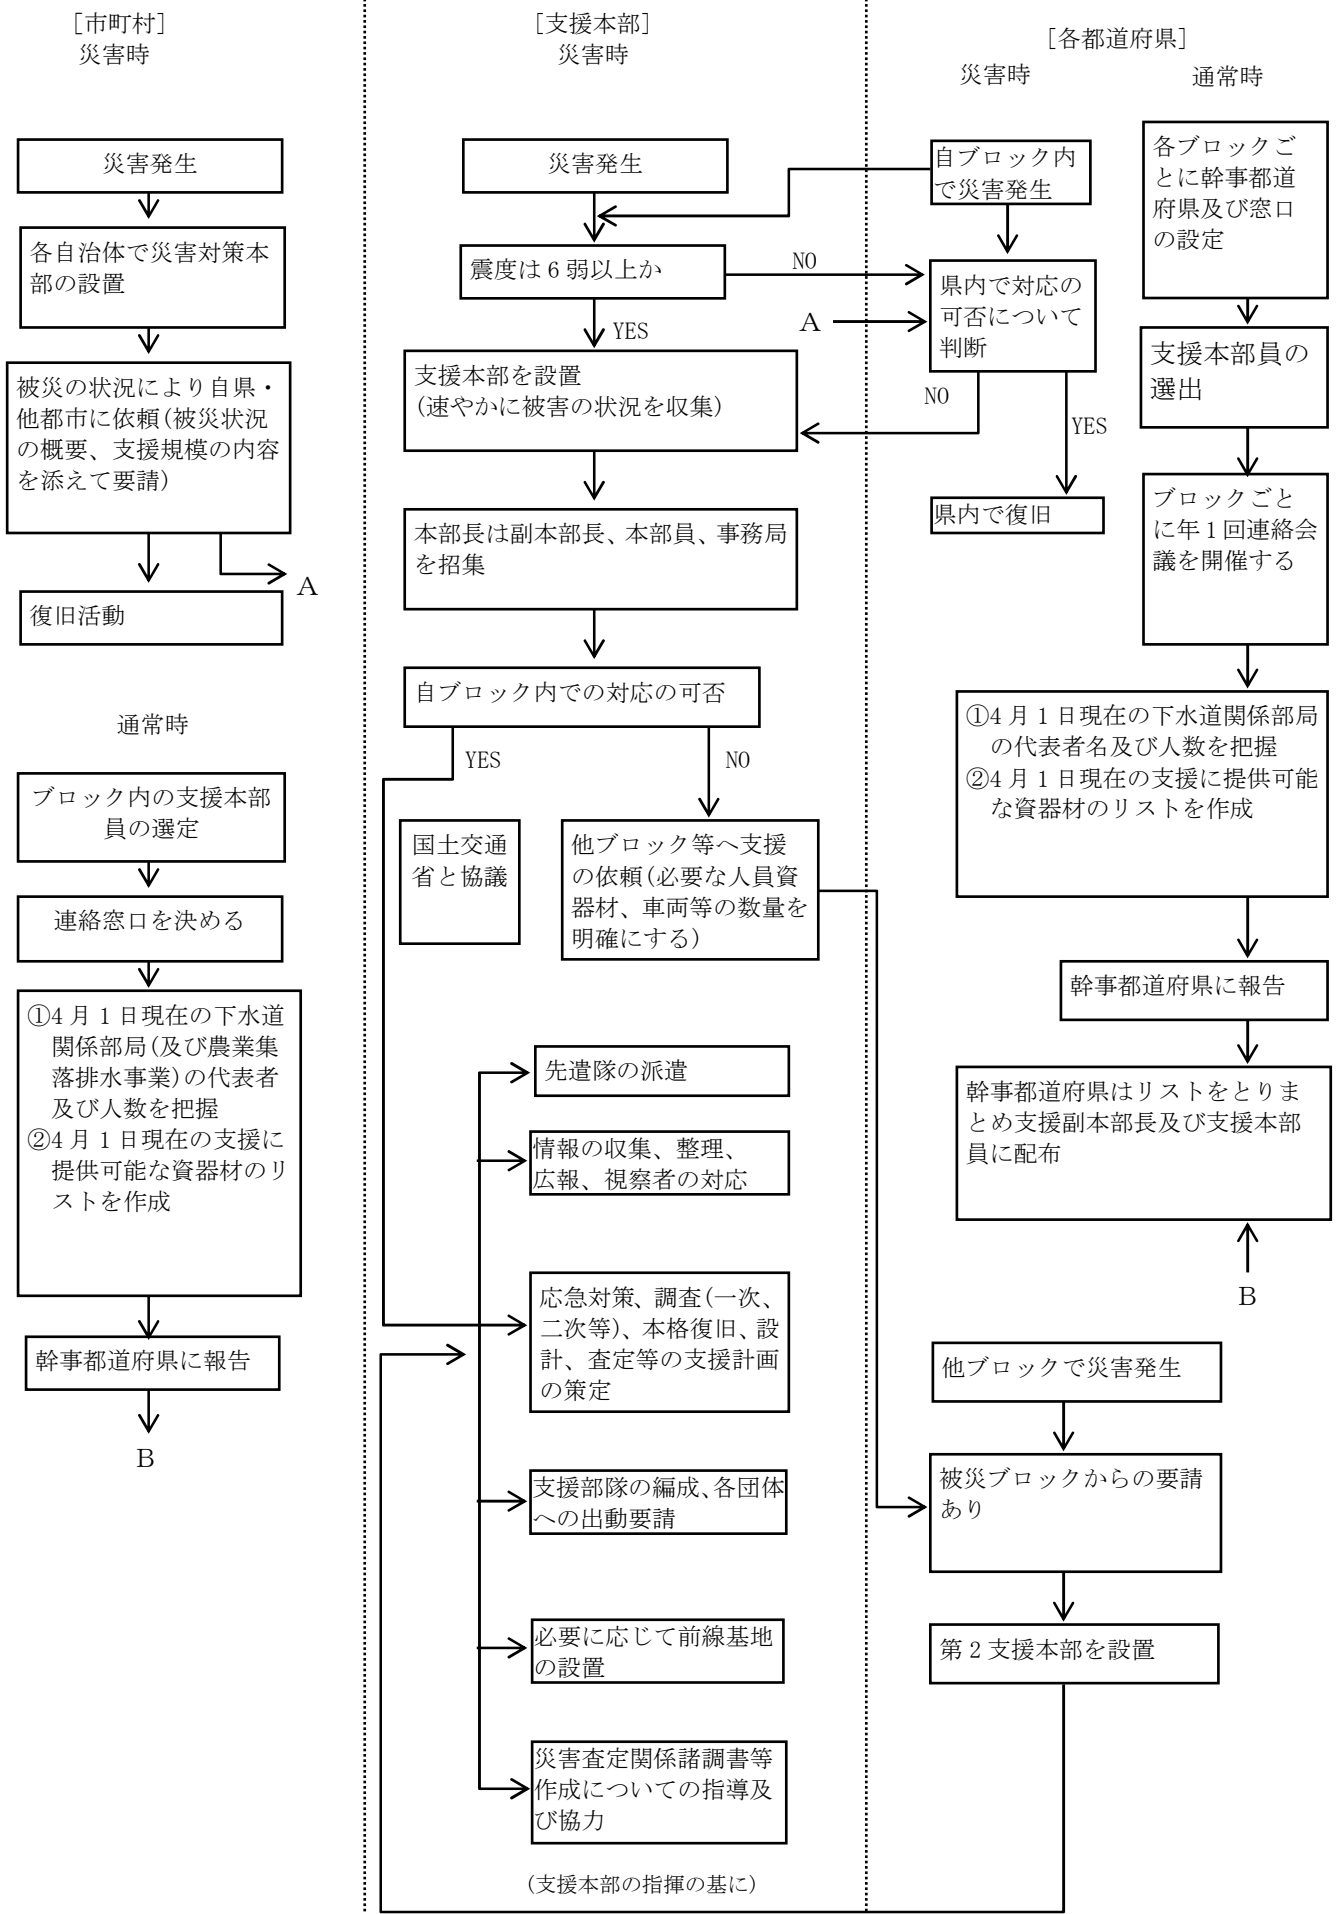 [市町村]
災害時
災害発生
各自治体で災害対策本
部の設置
被災の状況により自県・
他都市に依頼(被災状況
の概要、支援規模の内容
を添えて要請)
A
復旧活動
通常時
ブロック内の支援本部
員の選定
連絡窓口を決める
①4月1日現在の下水道
関係部局(及び農業集
落排水事業)の代表者
及び人数を把握
②4月1日現在の支援に
提供可能な資器材のリ
ストを作成
幹事都道府県に報告
B
[支援本部]
災害時
災害発生
震度は6弱以上か
NO
YES
支援本部を設置
(速やかに被害の状況を収集)
本部長は副本部長、本部員、事務局
を招集
自ブロック内での対応の可否
YES
NO
国土交通
省と協議
他ブロック等へ支援
の依頼(必要な人員資
器材、車両等の数量を
明確にする)
先遣隊の派遣
情報の収集、整理、
広報、視察者の対応
応急対策、調査(一次、
二次等)、本格復旧、設
計、査定等の支援計画
の策定
支援部隊の編成、各団体
への出動要請
必要に応じて前線基地
の設置
災害査定関係諸調書等
作成についての指導及
び協力
(支援本部の指揮の基に)
[各都道府県]
災害時
自ブロック内
で災害発生
A
県内で対応の
可否について
判断
NO
YES
県内で復旧
通常時
各ブロックご
とに幹事都道
府県及び窓口
の設定
支援本部員の
選出
ブロックごと
に年1回連絡会
議を開催する
①4月1日現在の下水道関係部局
の代表者名及び人数を把握
②4月1日現在の支援に提供可能
な資器材のリストを作成
幹事都道府県に報告
幹事都道府県はリストをとりま
とめ支援副本部長及び支援本部
員に配布
B
他ブロックで災害発生
被災ブロックからの要請
あり
第2支援本部を設置